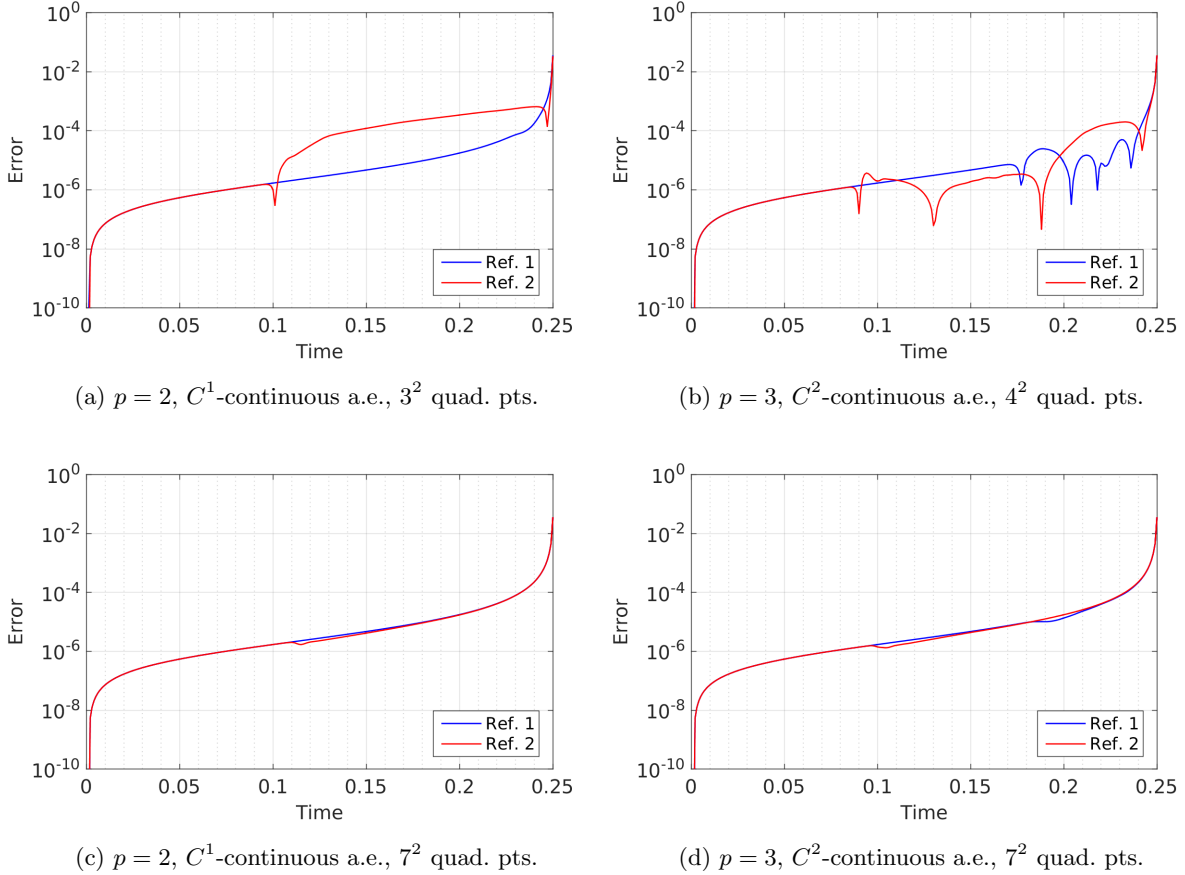 10^0
10^-2
10^-4
10^-6
10^-8
10^-10
Error
0 0.05 0.1 0.15 0.2 0.25
Time
Ref. 1
Ref. 2
(a) p = 2, C^1-continuous a.e., 3^2 quad. pts.
10^0
10^-2
10^-4
10^-6
10^-8
10^-10
Error
0 0.05 0.1 0.15 0.2 0.25
Time
Ref. 1
Ref. 2
(b) p = 3, C^2-continuous a.e., 4^2 quad. pts.
10^0
10^-2
10^-4
10^-6
10^-8
10^-10
Error
0 0.05 0.1 0.15 0.2 0.25
Time
Ref. 1
Ref. 2
(c) p = 2, C^1-continuous a.e., 7^2 quad. pts.
10^0
10^-2
10^-4
10^-6
10^-8
10^-10
Error
0 0.05 0.1 0.15 0.2 0.25
Time
Ref. 1
Ref. 2
(d) p = 3, C^2-continuous a.e., 7^2 quad. pts.